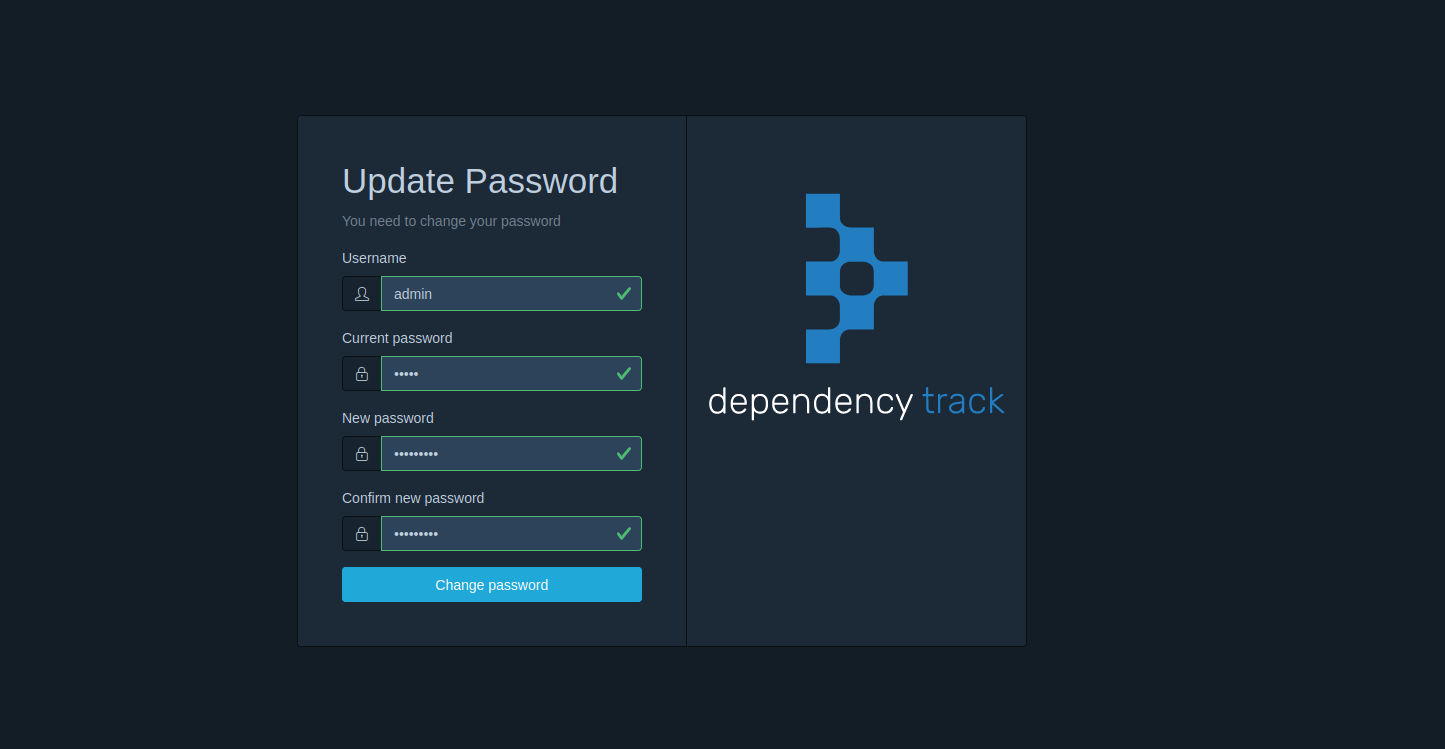 Update Password
You need to change your password
Username
admin
Current password
•••••
New password
•••••••••
Confirm new password
•••••••••
Change password
dependency track